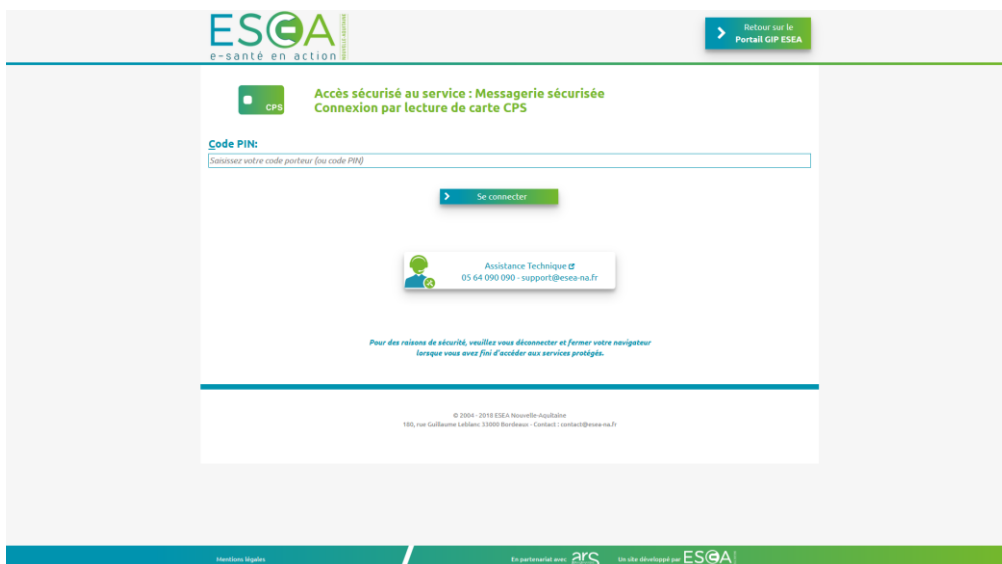 ESEA
NOUVELLE-AQUITAINE
e-santé en action
Retour sur le
Portail GIP ESEA
CPS
Accès sécurisé au service : Messagerie sécurisée
Connexion par lecture de carte CPS
Code PIN:
Saisissez votre code porteur (ou code PIN)
Se connecter
Assistance Technique
05 64 090 090 - support@esea-na.fr
Pour des raisons de sécurité, veuillez vous déconnecter et fermer votre navigateur
lorsque vous avez fini d'accéder aux services protégés.
© 2004 - 2018 ESEA Nouvelle-Aquitaine
180, rue Guillaume Leblanc 33000 Bordeaux - Contact : contact@esea-na.fr
Mentions légales
En partenariat avec ars
Un site développé par ESEA